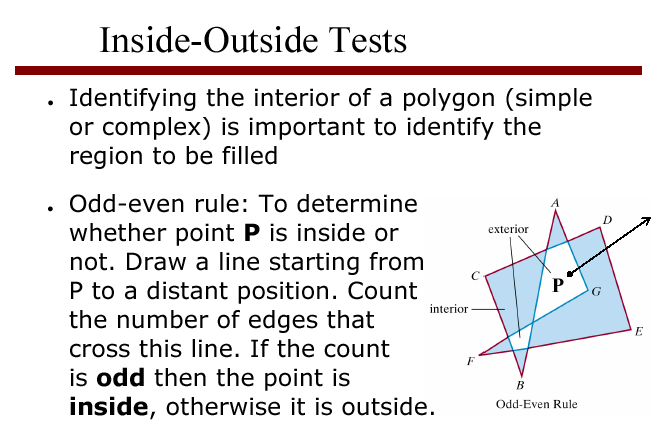 Inside-Outside Tests
• Identifying the interior of a polygon (simple
or complex) is important to identify the
region to be filled
• Odd-even rule: To determine
whether point P is inside or
not. Draw a line starting from
P to a distant position. Count
the number of edges that
cross this line. If the count
is odd then the point is
inside, otherwise it is outside.
A
D
exterior
C
P
G
interior
E
F
B
Odd-Even Rule